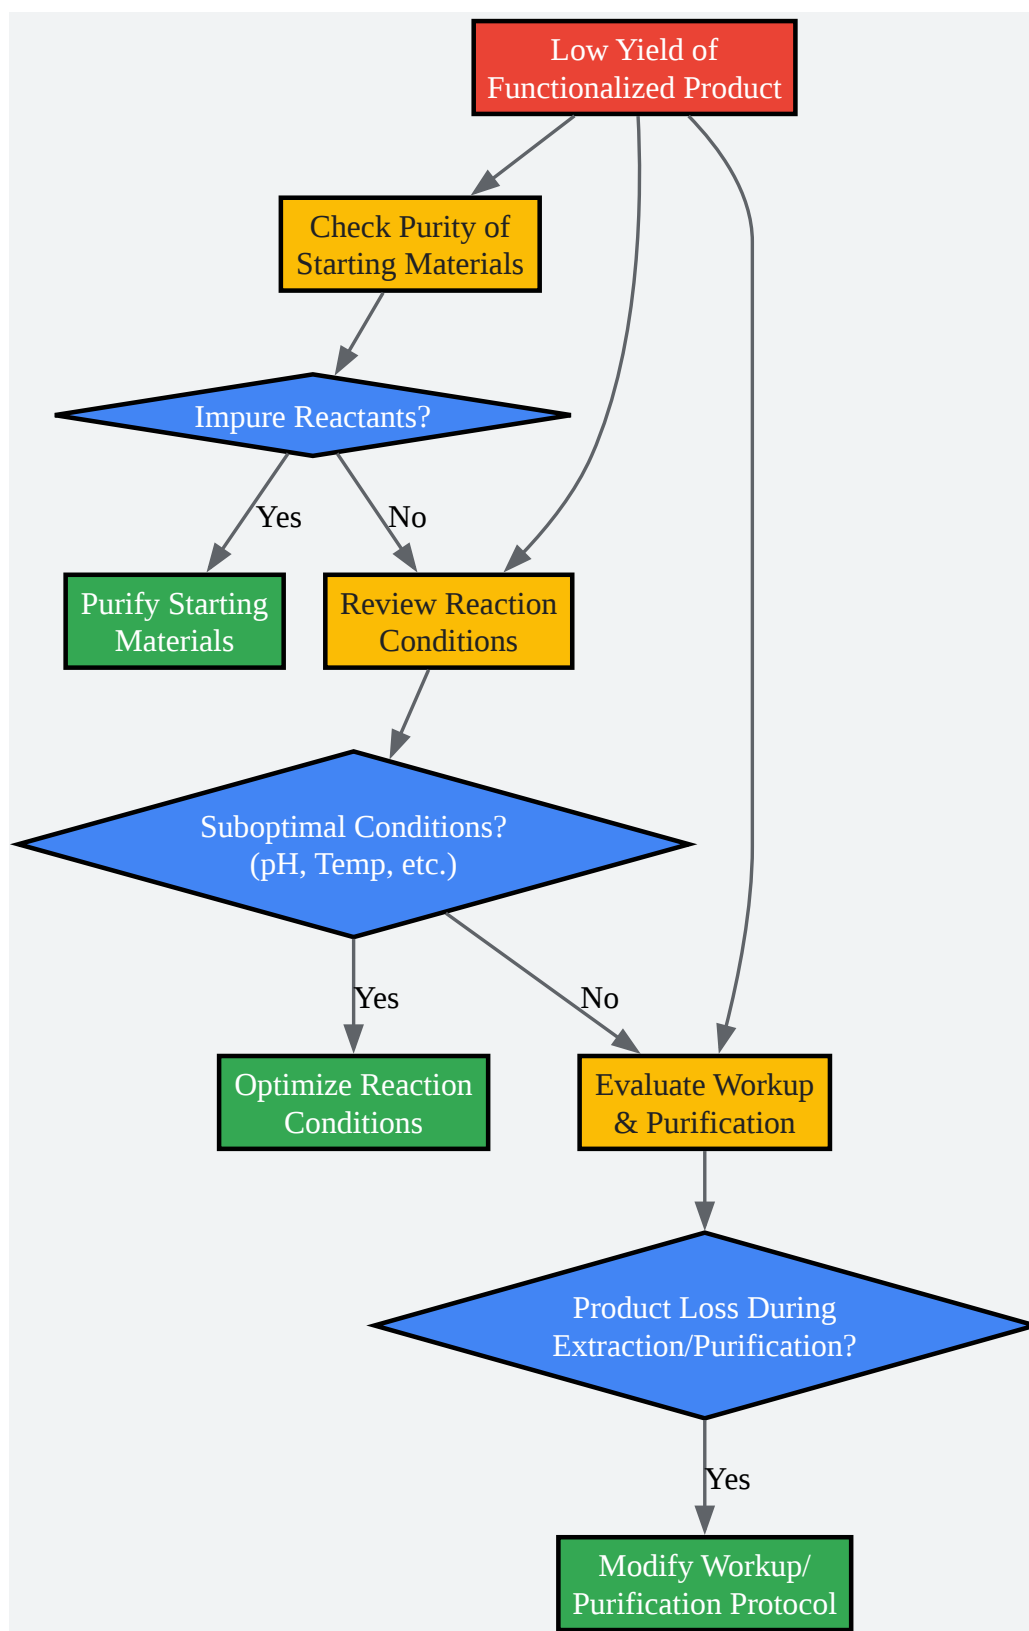 Low Yield of
Functionalized Product
Check Purity of
Starting Materials
Impure Reactants?
Yes
No
Purify Starting
Materials
Review Reaction
Conditions
Suboptimal Conditions?
(pH, Temp, etc.)
Yes
No
Optimize Reaction
Conditions
Evaluate Workup
& Purification
Product Loss During
Extraction/Purification?
Yes
Modify Workup/
Purification Protocol